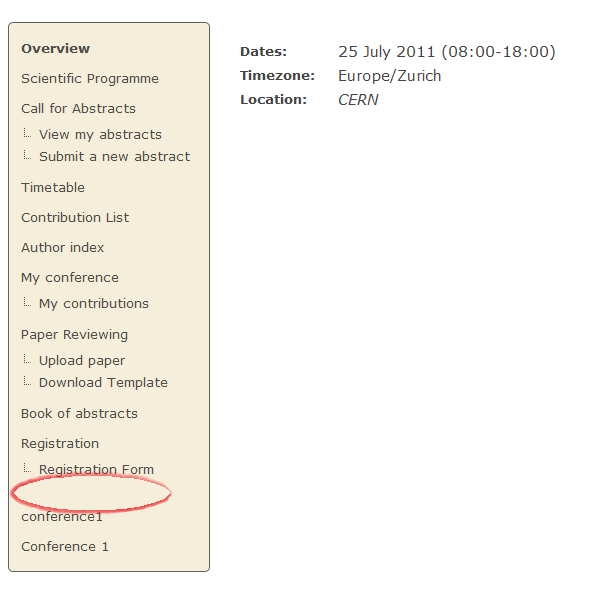 Overview
Scientific Programme
Call for Abstracts
View my abstracts
Submit a new abstract
Timetable
Contribution List
Author index
My conference
My contributions
Paper Reviewing
Upload paper
Download Template
Book of abstracts
Registration
Registration Form
conference1
Conference 1
Dates: 25 July 2011 (08:00-18:00)
Timezone: Europe/Zurich
Location: CERN